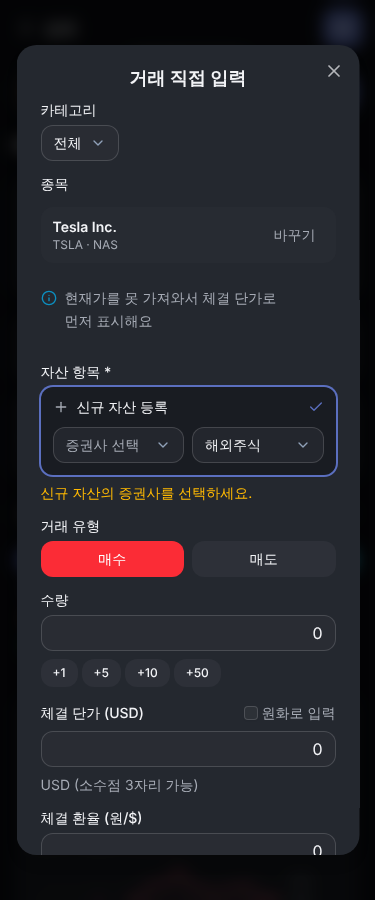 거래 직접 입력
카테고리
전체
종목
Tesla Inc.
TSLA · NAS
바꾸기
현재가를 못 가져와서 체결 단가로
먼저 표시해요
자산 항목 *
신규 자산 등록
증권사 선택
해외주식
신규 자산의 증권사를 선택하세요.
거래 유형
매수
매도
수량
0
+1
+5
+10
+50
체결 단가 (USD)
원화로 입력
0
USD (소수점 3자리 가능)
체결 환율 (원/$)
0